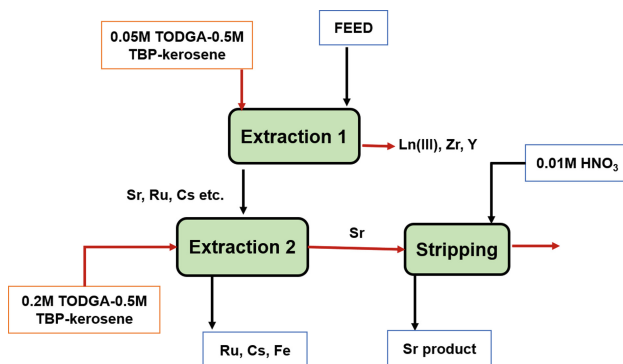 0.05M TODGA-0.5M
TBP-kerosene
FEED
Extraction 1
Ln(III), Zr, Y
0.01M HNO₃
Sr, Ru, Cs etc.
Extraction 2
Sr
Stripping
0.2M TODGA-0.5M
TBP-kerosene
Ru, Cs, Fe
Sr product